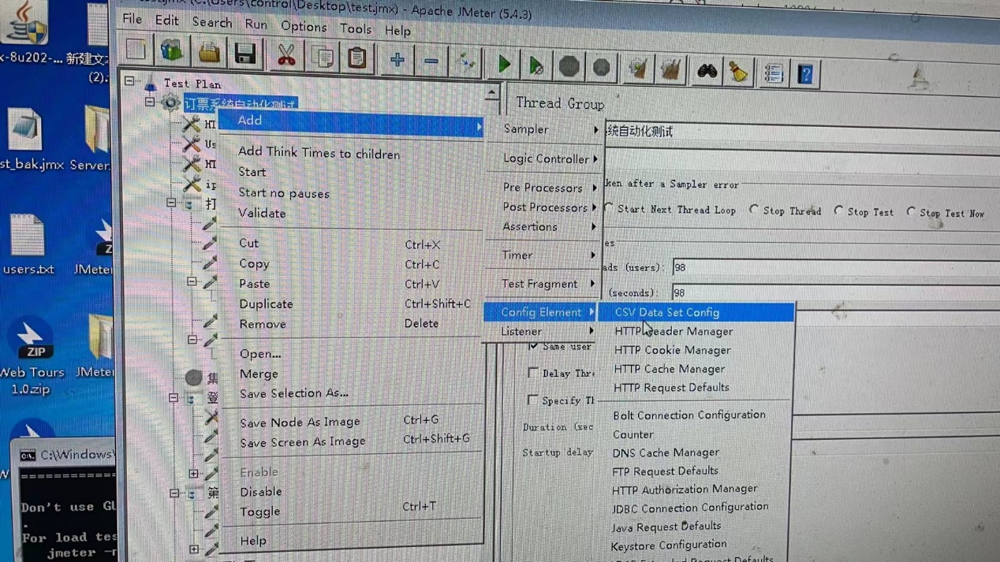 test.jmx (C:\Users\control\Desktop\test.jmx) - Apache JMeter (5.4.3)
File Edit Search Run Options Tools Help
x-8u202-...
新建文
(2).
st_bak.jmx
Server.
users.txt
JMeter
ZIP
Web Tours
1.0.zip
JMeter
Test Plan
订票系统自动化测试
HT
Us
HT
ip
打
集
登
第
Add
Add Think Times to children
Start
Start no pauses
Validate
Cut Ctrl+X
Copy Ctrl+C
Paste Ctrl+V
Duplicate Ctrl+Shift+C
Remove Delete
Open...
Merge
Save Selection As...
Save Node As Image Ctrl+G
Save Screen As Image Ctrl+Shift+G
Enable
Disable
Toggle Ctrl+T
Help
Sampler
Logic Controller
Pre Processors
Post Processors
Assertions
Timer
Test Fragment
Config Element
Listener
CSV Data Set Config
HTTP Header Manager
HTTP Cookie Manager
HTTP Cache Manager
HTTP Request Defaults
Bolt Connection Configuration
Counter
DNS Cache Manager
FTP Request Defaults
HTTP Authorization Manager
JDBC Connection Configuration
Java Request Defaults
Keystore Configuration
Thread Group
统自动化测试
ken after a Sampler error
Start Next Thread Loop Stop Thread Stop Test Stop Test Now
es
ads (users): 98
(seconds): 98
Same user
Delay Thre
Specify Th
Duration (sec
Startup delay
C:\Windows\
====================
Don't use GU
.
For load tes
jmeter -n